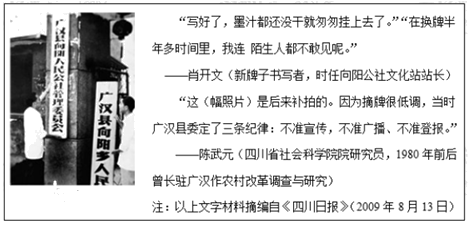 广汉县向阳人民公社管理委员会
广汉县向阳乡人民
“写好了，墨汁都还没干就匆匆挂上去了。”“在换牌半
年多时间里，我连 陌生人都不敢见呢。”
——肖开文（新牌子书写者，时任向阳公社文化站站长）
“这（幅照片）是后来补拍的。因为摘牌很低调，当时
广汉县委定了三条纪律：不准宣传，不准广播、不准登报。”
——陈武元（四川省社会科学院院研究员，1980 年前后
曾长驻广汉作农村改革调查与研究）
注：以上文字材料摘编自《四川日报》（2009 年 8 月 13 日）